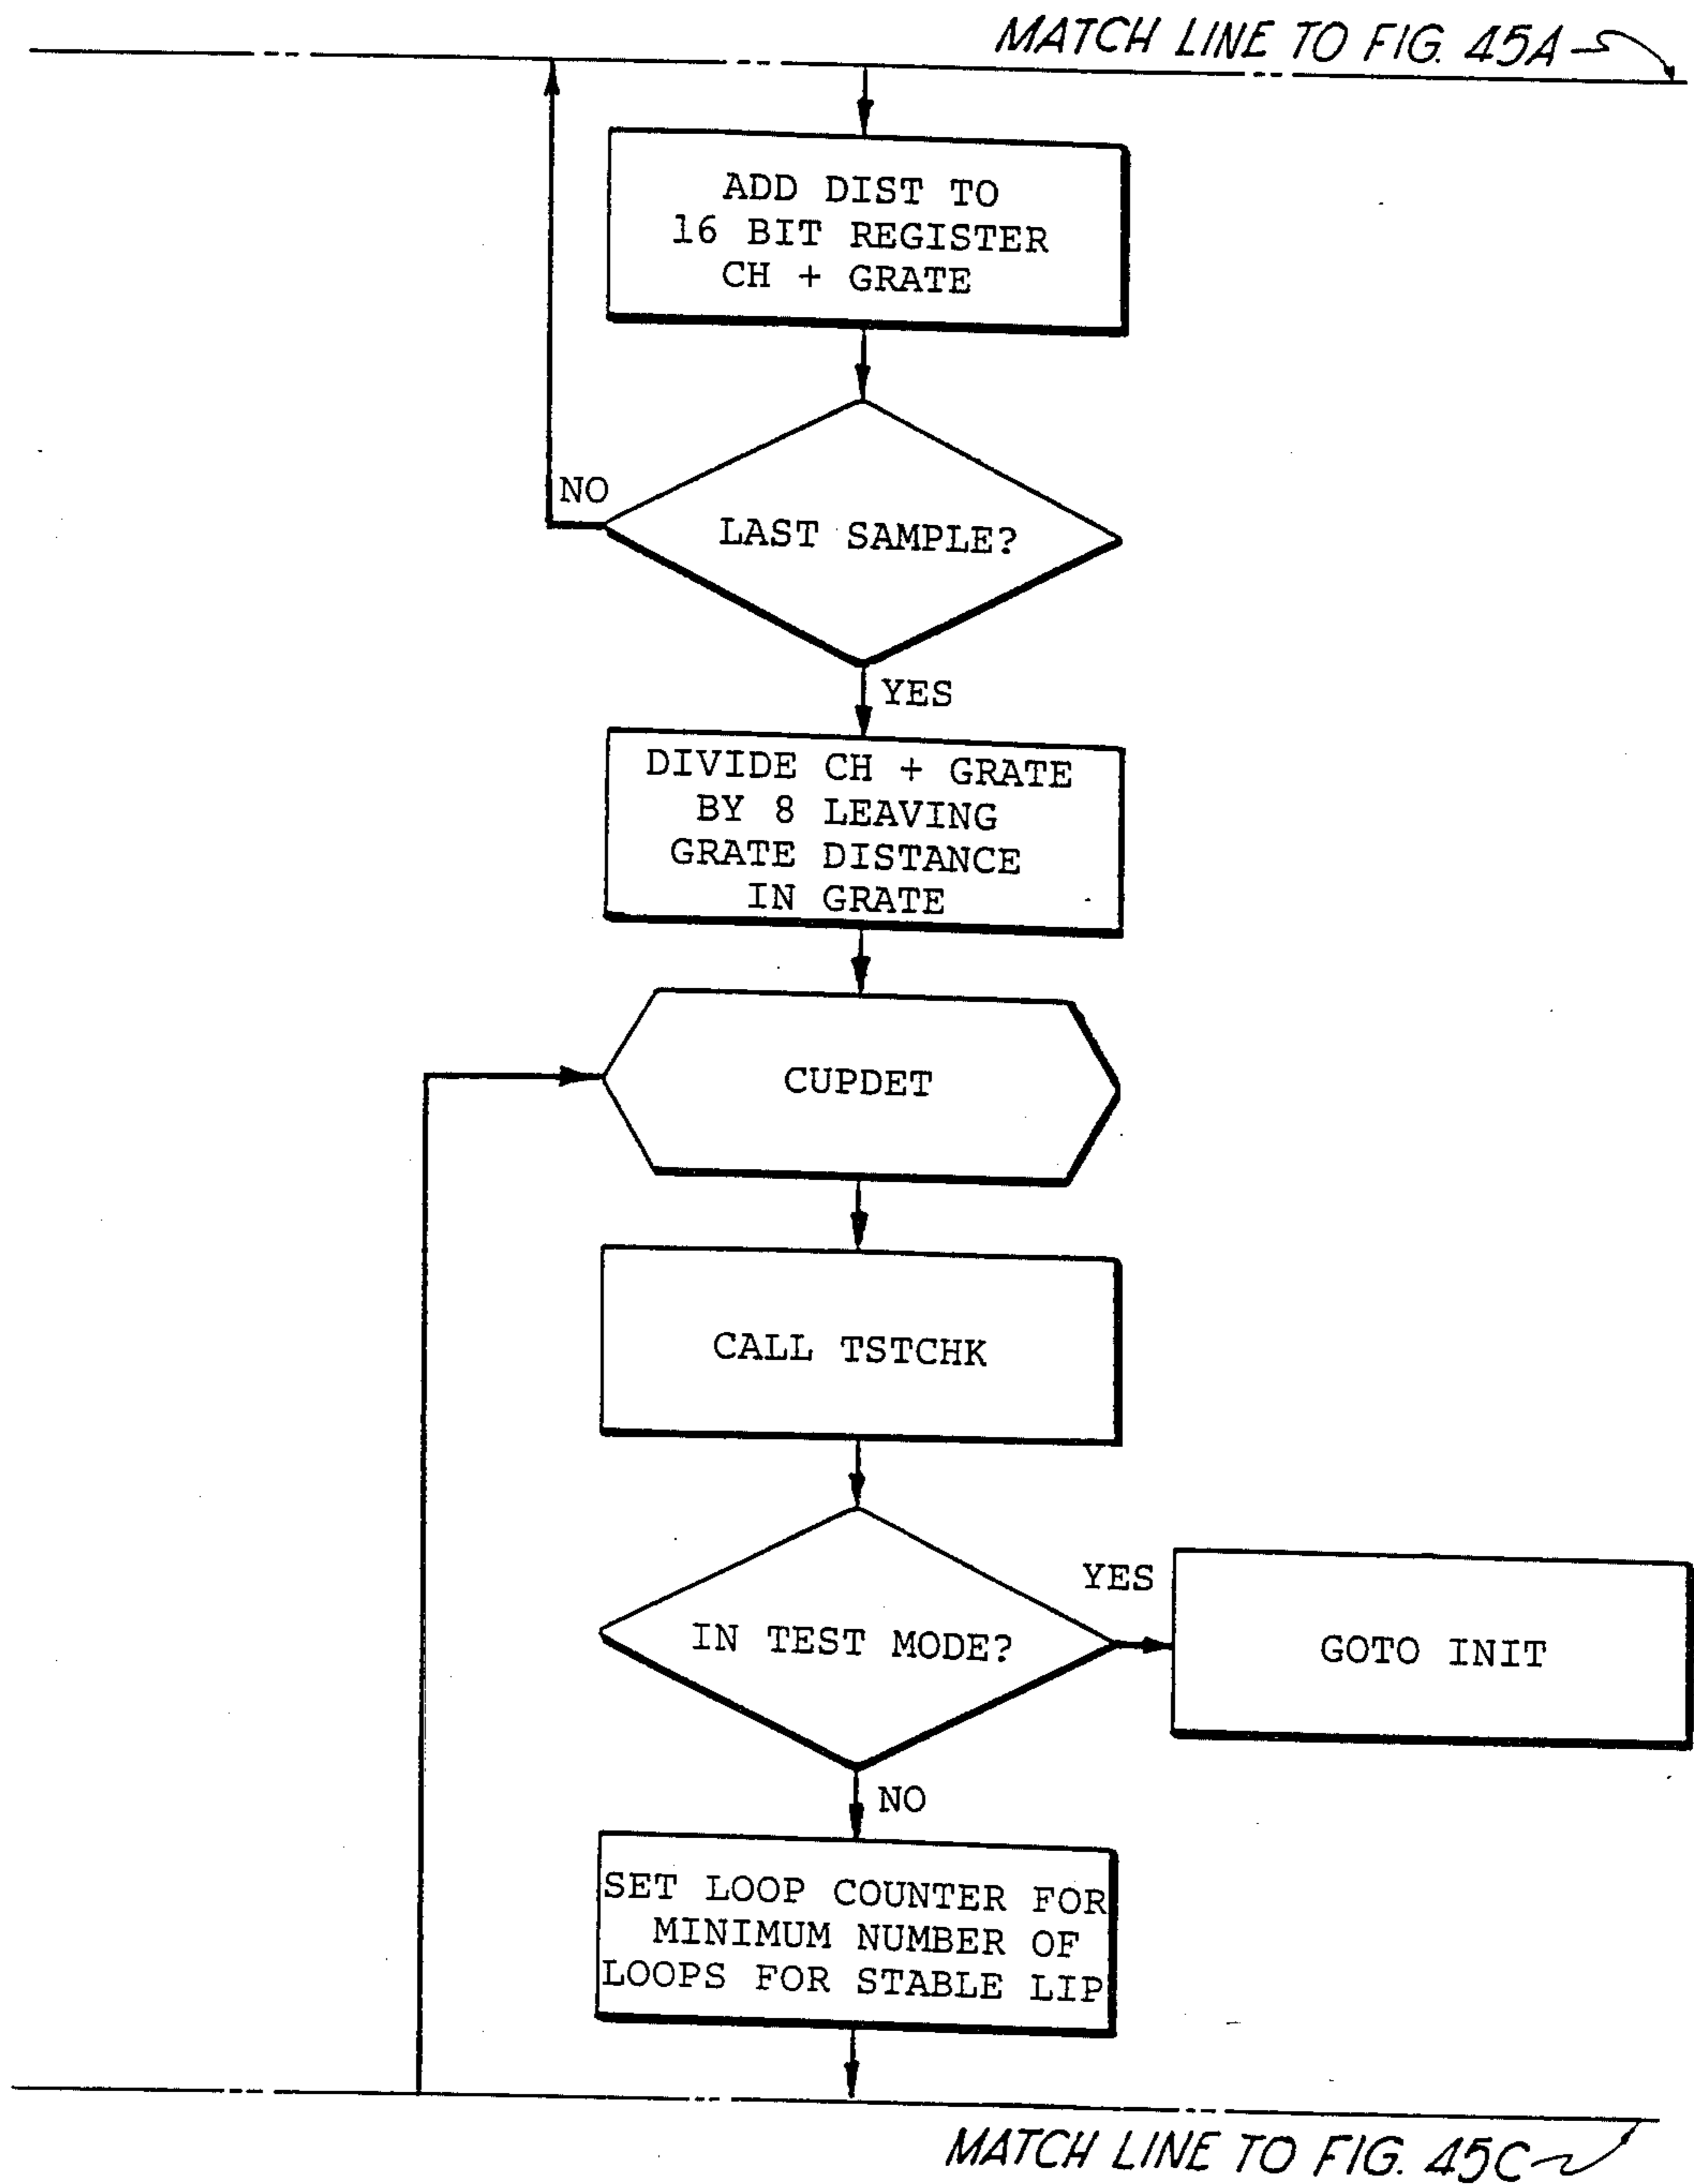 MATCH LINE TO FIG. 45A
ADD DIST TO
16 BIT REGISTER
CH + GRATE
NO
LAST SAMPLE?
YES
DIVIDE CH + GRATE
BY 8 LEAVING
GRATE DISTANCE
IN GRATE
CUPDET
CALL TSTCHK
YES
IN TEST MODE?
GOTO INIT
NO
SET LOOP COUNTER FOR
MINIMUM NUMBER OF
LOOPS FOR STABLE LIP
MATCH LINE TO FIG. 45C